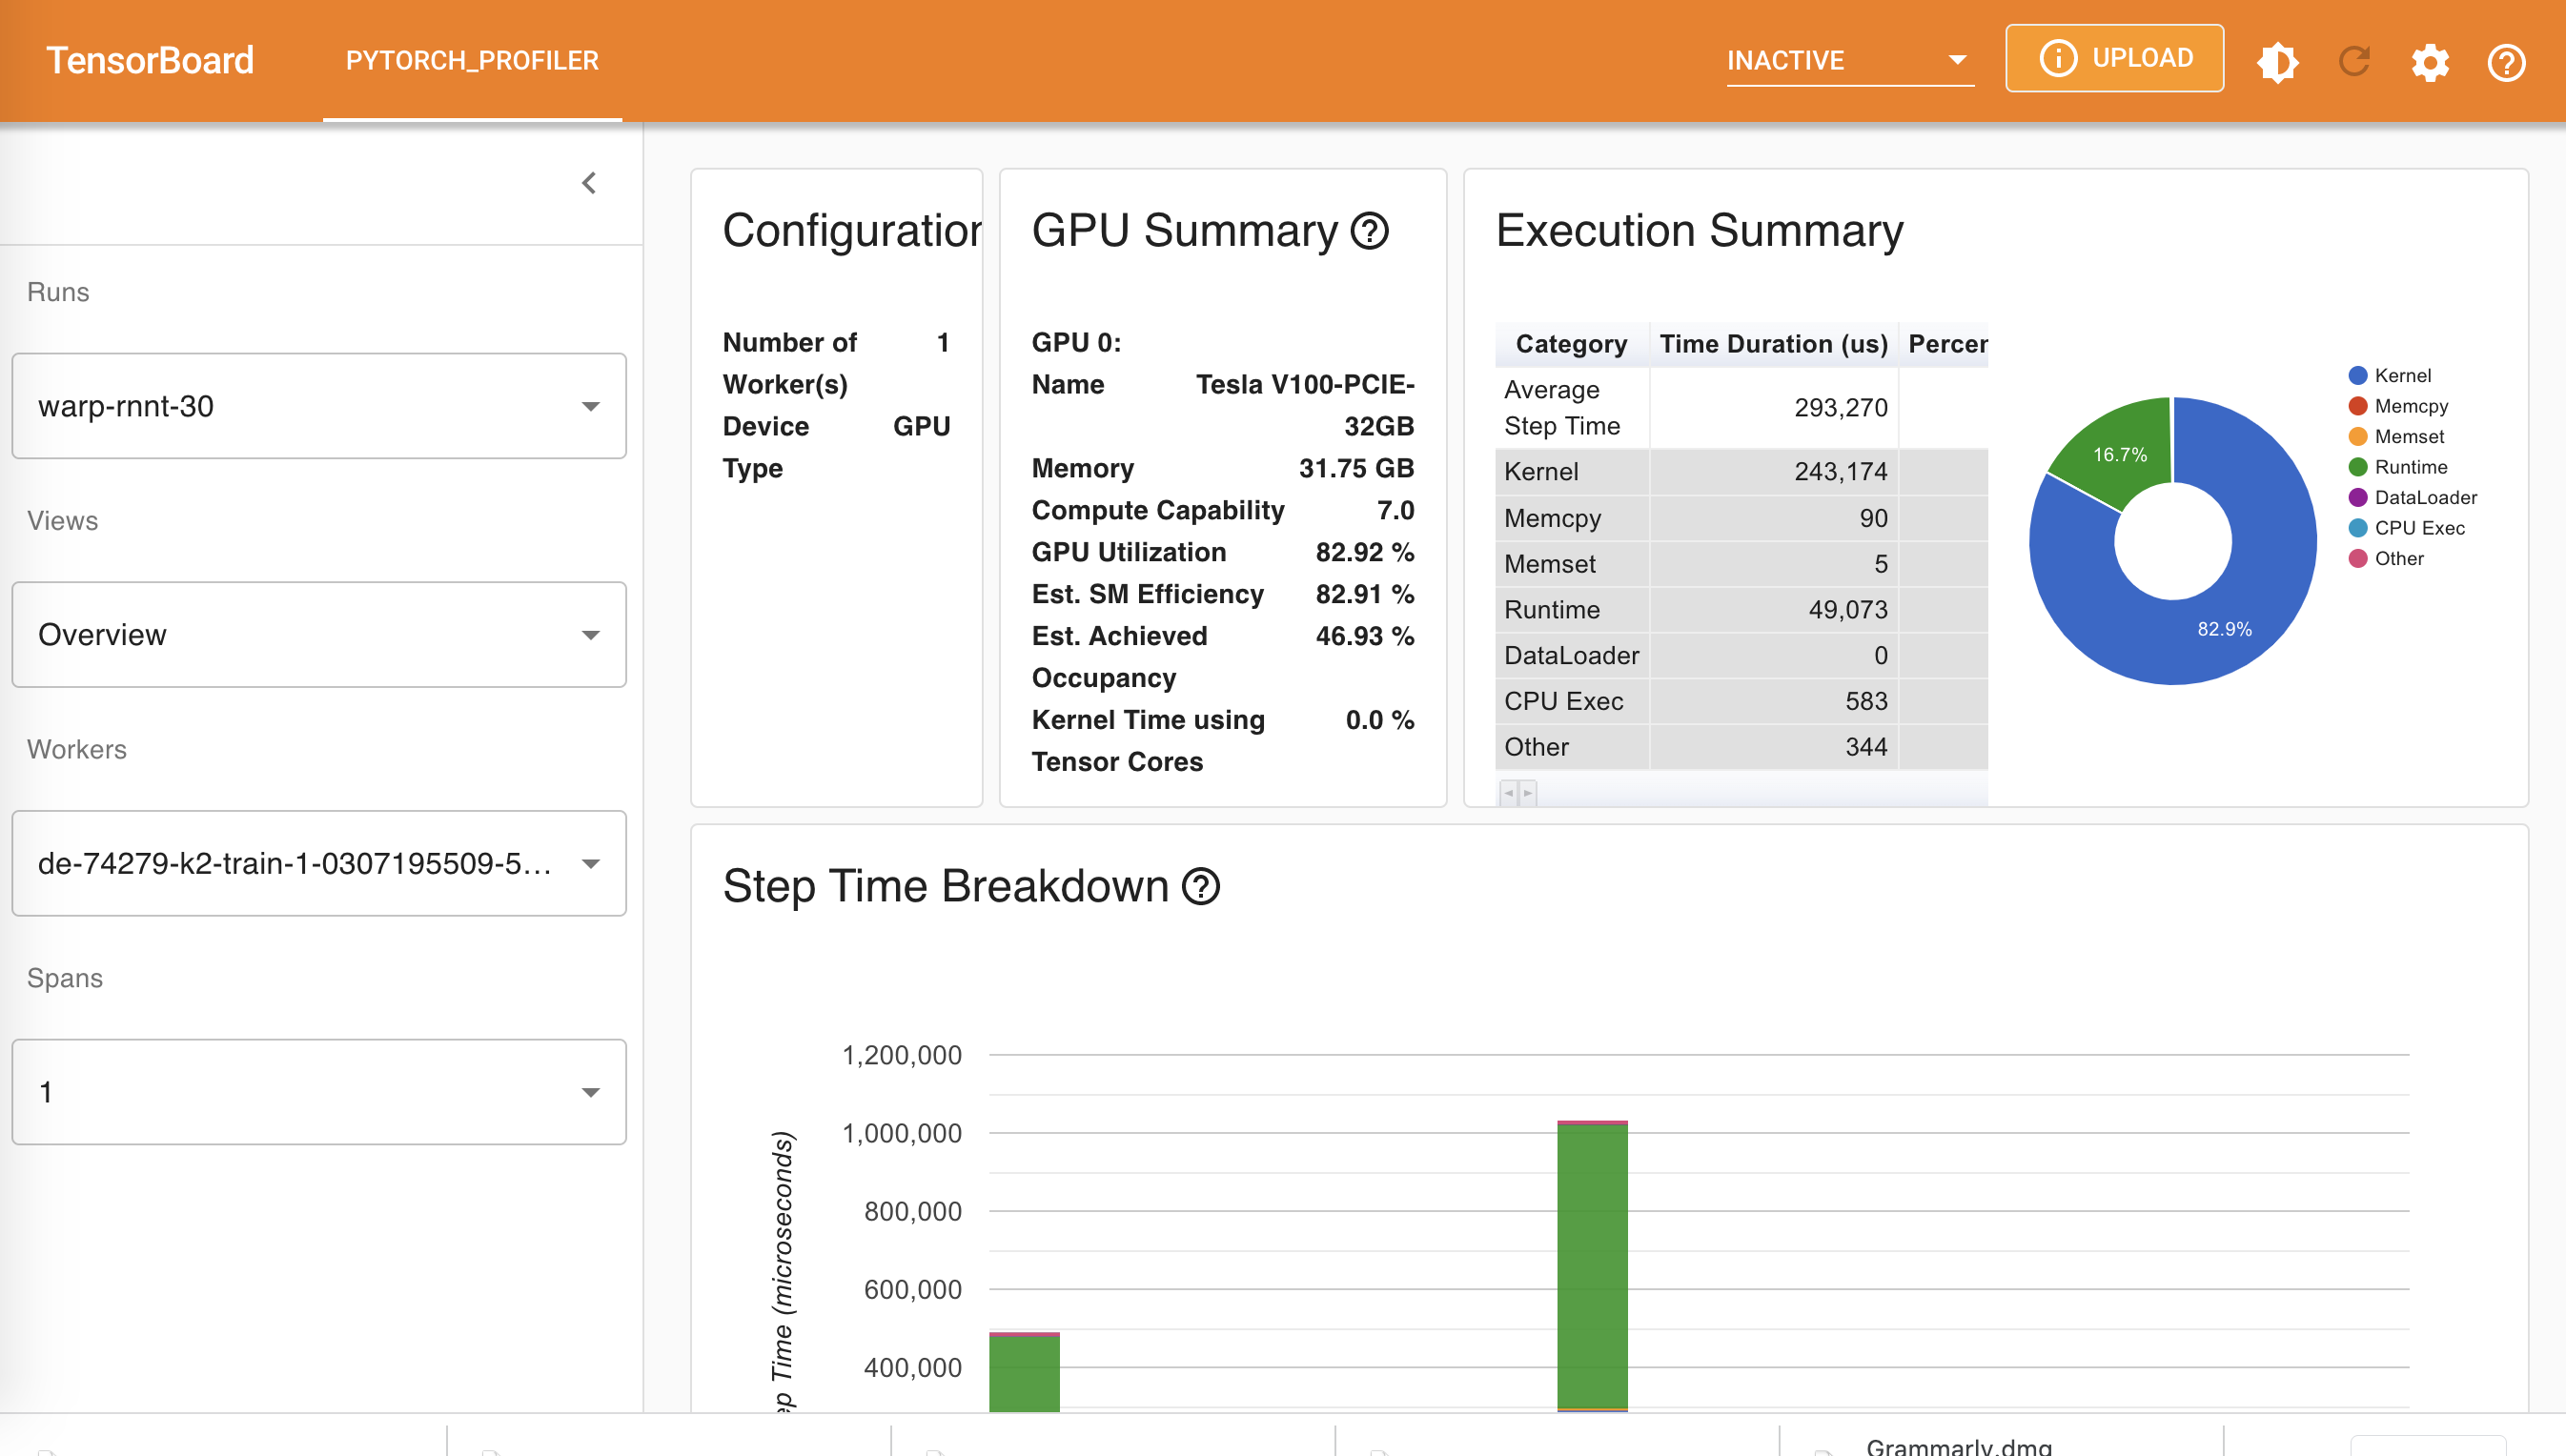 TensorBoard
PYTORCH_PROFILER
INACTIVE
UPLOAD
Runs
warp-rnnt-30
Views
Overview
Workers
de-74279-k2-train-1-0307195509-5...
Spans
1
Configuration
Number of Worker(s) 1
Device Type GPU
GPU Summary
GPU 0:
Name Tesla V100-PCIE-
32GB
Memory 31.75 GB
Compute Capability 7.0
GPU Utilization 82.92 %
Est. SM Efficiency 82.91 %
Est. Achieved 46.93 %
Occupancy
Kernel Time using 0.0 %
Tensor Cores
Execution Summary
Category Time Duration (us) Percen
Average
Step Time 293,270
Kernel 243,174
Memcpy 90
Memset 5
Runtime 49,073
DataLoader 0
CPU Exec 583
Other 344
16.7%
82.9%
Kernel
Memcpy
Memset
Runtime
DataLoader
CPU Exec
Other
Step Time Breakdown
1,200,000
1,000,000
800,000
600,000
400,000
ep Time (microseconds)
Grammarly.dmg